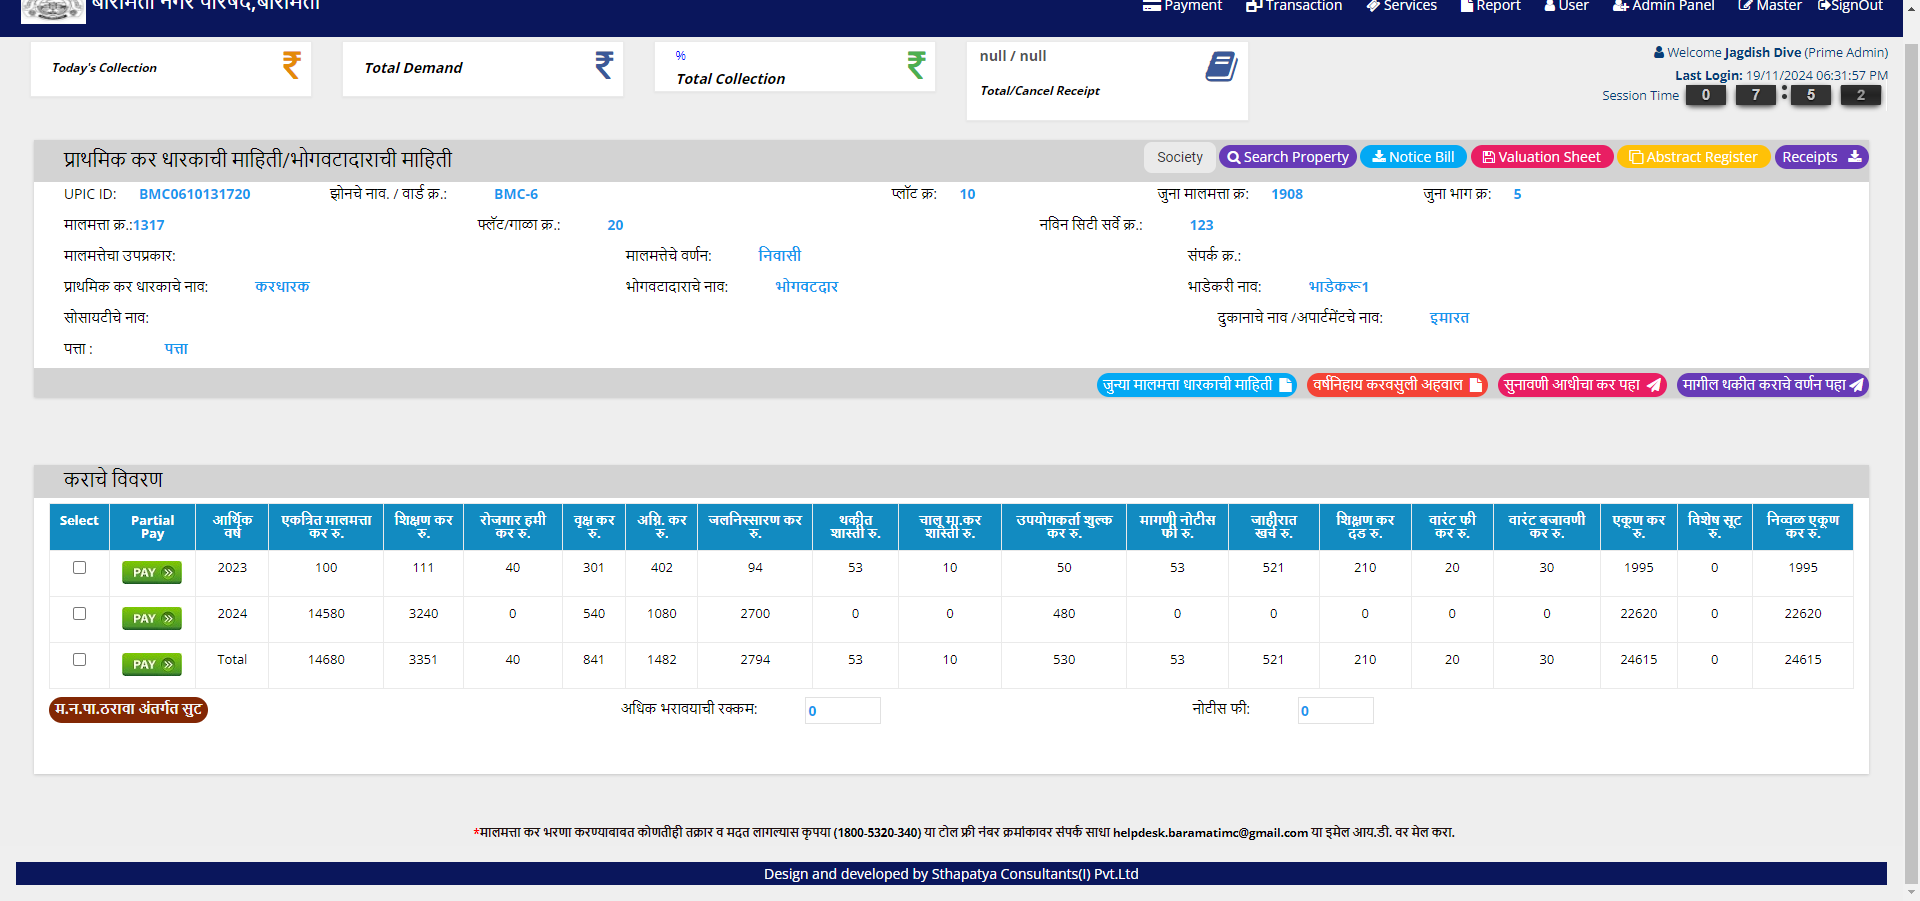 बारामती नगर परिषद,बारामती
Payment Transaction Services Report User Admin Panel Master SignOut
Today's Collection
Total Demand
%
Total Collection
null / null
Total/Cancel Receipt
Welcome Jagdish Dive (Prime Admin)
Last Login: 19/11/2024 06:31:57 PM
Session Time 0 7 : 5 2
प्राथमिक कर धारकाची माहिती/भोगवटादाराची माहिती
Society Search Property Notice Bill Valuation Sheet Abstract Register Receipts
UPIC ID: BMC0610131720 झोनचे नाव. / वार्ड क्र.: BMC-6 प्लॉट क्र: 10 जुना मालमत्ता क्र: 1908 जुना भाग क्र: 5
मालमत्ता क्र.:1317 फ्लॅट/गाळा क्र.: 20 नविन सिटी सर्वे क्र.: 123
मालमत्तेचा उपप्रकार: मालमत्तेचे वर्णन: निवासी संपर्क क्र.:
प्राथमिक कर धारकाचे नाव: करधारक भोगवटादाराचे नाव: भोगवटदार भाडेकरी नाव: भाडेकरू1
सोसायटीचे नाव: दुकानाचे नाव /अपार्टमेंटचे नाव: इमारत
पत्ता : पत्ता
जुन्या मालमत्ता धारकाची माहिती वर्षनिहाय करवसुली अहवाल सुनावणी आधीचा कर पहा मागील थकीत कराचे वर्णन पहा
कराचे विवरण
Select Partial Pay आर्थिक वर्ष एकत्रित मालमत्ता कर रु. शिक्षण कर रु. रोजगार हमी कर रु. वृक्ष कर रु. अग्नि. कर रु. जलनिस्सारण कर रु. थकीत शास्ती रु. चालू मा.कर शास्ती रु. उपयोगकर्ता शुल्क कर रु. मागणी नोटीस फी रु. जाहीरात खर्च रु. शिक्षण कर दंड रु. वारंट फी कर रु. वारंट बजावणी कर रु. एकूण कर रु. विशेष सूट रु. निव्वळ एकूण कर रु.
PAY 2023 100 111 40 301 402 94 53 10 50 53 521 210 20 30 1995 0 1995
PAY 2024 14580 3240 0 540 1080 2700 0 0 480 0 0 0 0 0 22620 0 22620
PAY Total 14680 3351 40 841 1482 2794 53 10 530 53 521 210 20 30 24615 0 24615
म.न.पा.ठरावा अंतर्गत सुट अधिक भरावयाची रक्कम: 0 नोटीस फी: 0
*मालमत्ता कर भरणा करण्याबाबत कोणतीही तक्रार व मदत लागल्यास कृपया (1800-5320-340) या टोल फ्री नंबर क्रमांकावर संपर्क साधा helpdesk.baramatimc@gmail.com या इमेल आय.डी. वर मेल करा.
Design and developed by Sthapatya Consultants(I) Pvt.Ltd